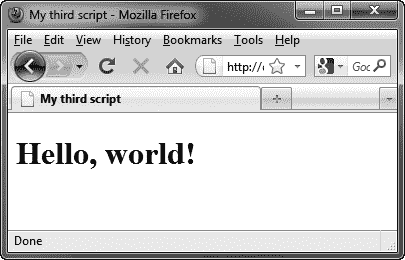 My third script - Mozilla Firefox
File Edit View History Bookmarks Tools Help
http:// Goo
My third script
Hello, world!
Done